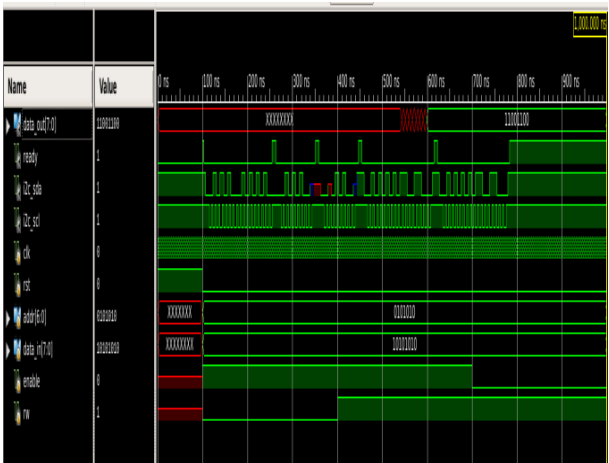 1,000.000 ns
Name Value
0 ns 100 ns 200 ns 300 ns 400 ns 500 ns 600 ns 700 ns 800 ns 900 ns
data_out[7:0] 11001100 XXXXXXXX 11001100
ready 1
i2c_sda 1
i2c_scl 1
clk 0
rst 0
addr[6:0] 0101010 XXXXXXX 0101010
data_in[7:0] 10101010 XXXXXXXX 10101010
enable 0
rw 1